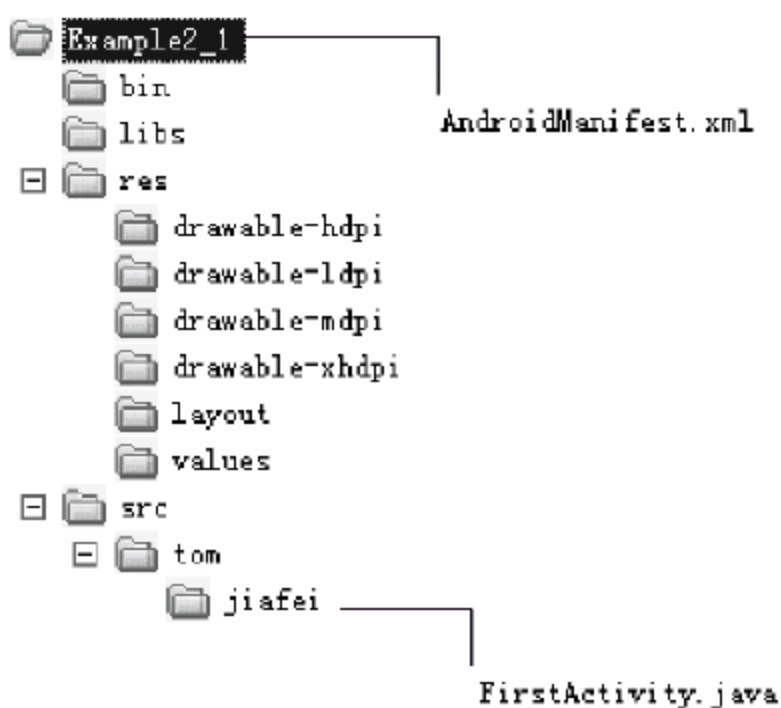 Example2_1
bin
AndroidManifest.xml
libs
res
drawable-hdpi
drawable-ldpi
drawable-mdpi
drawable-xhdpi
layout
values
src
tom
jiafei
FirstActivity.java